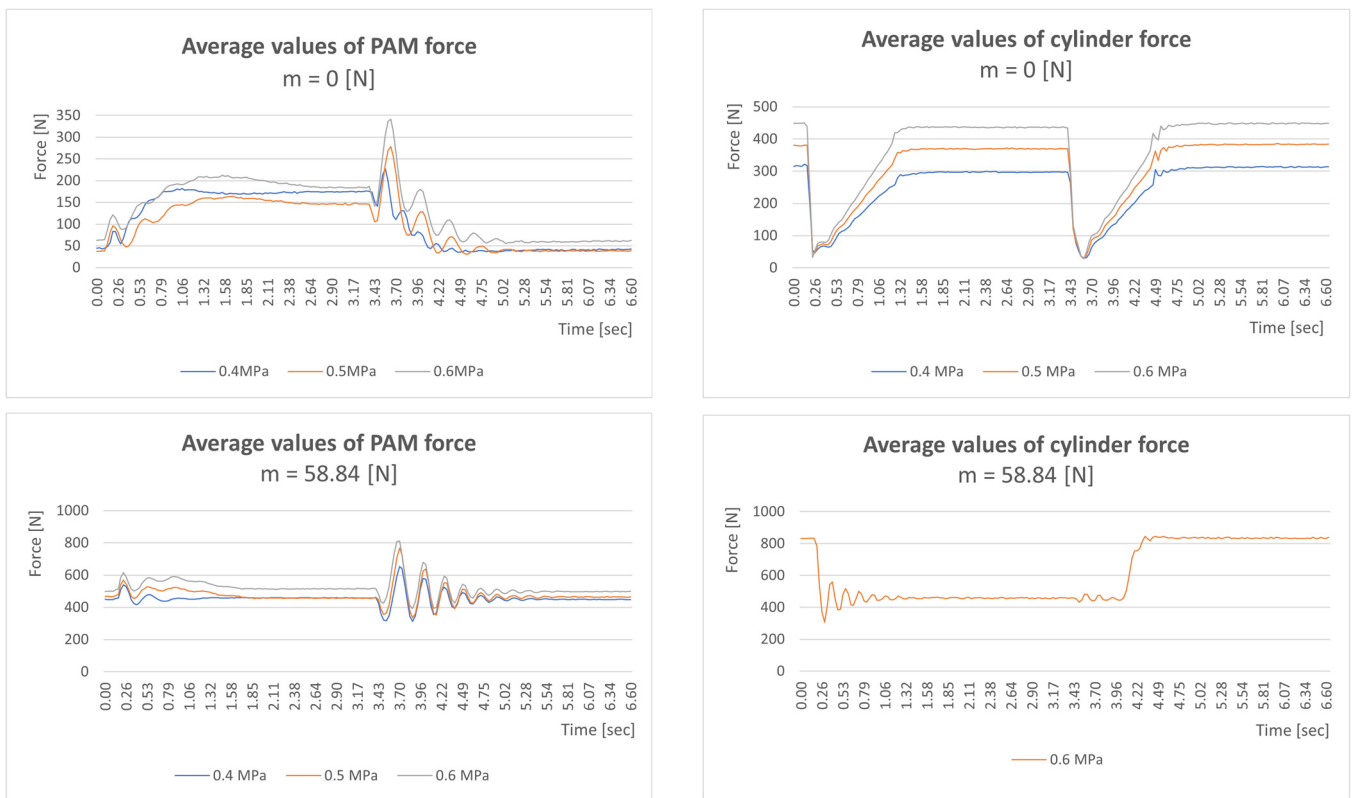 Average values of PAM force
m = 0 [N]
Force [N]
350
300
250
200
150
100
50
0
0.00 0.26 0.53 0.79 1.06 1.32 1.58 1.85 2.11 2.38 2.64 2.90 3.17 3.43 3.70 3.96 4.22 4.49 4.75 5.02 5.28 5.54 5.81 6.07 6.34 6.60
Time [sec]
0.4MPa 0.5MPa 0.6MPa
Average values of cylinder force
m = 0 [N]
Force [N]
500
400
300
200
100
0
0.00 0.26 0.53 0.79 1.06 1.32 1.58 1.85 2.11 2.38 2.64 2.90 3.17 3.43 3.70 3.96 4.22 4.49 4.75 5.02 5.28 5.54 5.81 6.07 6.34 6.60
Time [sec]
0.4 MPa 0.5 MPa 0.6 MPa
Average values of PAM force
m = 58.84 [N]
Force [N]
1000
800
600
400
200
0
0.00 0.26 0.53 0.79 1.06 1.32 1.58 1.85 2.11 2.38 2.64 2.90 3.17 3.43 3.70 3.96 4.22 4.49 4.75 5.02 5.28 5.54 5.81 6.07 6.34 6.60
Time [sec]
0.4 MPa 0.5 MPa 0.6 MPa
Average values of cylinder force
m = 58.84 [N]
Force [N]
1000
800
600
400
200
0
0.00 0.26 0.53 0.79 1.06 1.32 1.58 1.85 2.11 2.38 2.64 2.90 3.17 3.43 3.70 3.96 4.22 4.49 4.75 5.02 5.28 5.54 5.81 6.07 6.34 6.60
Time [sec]
0.6 MPa